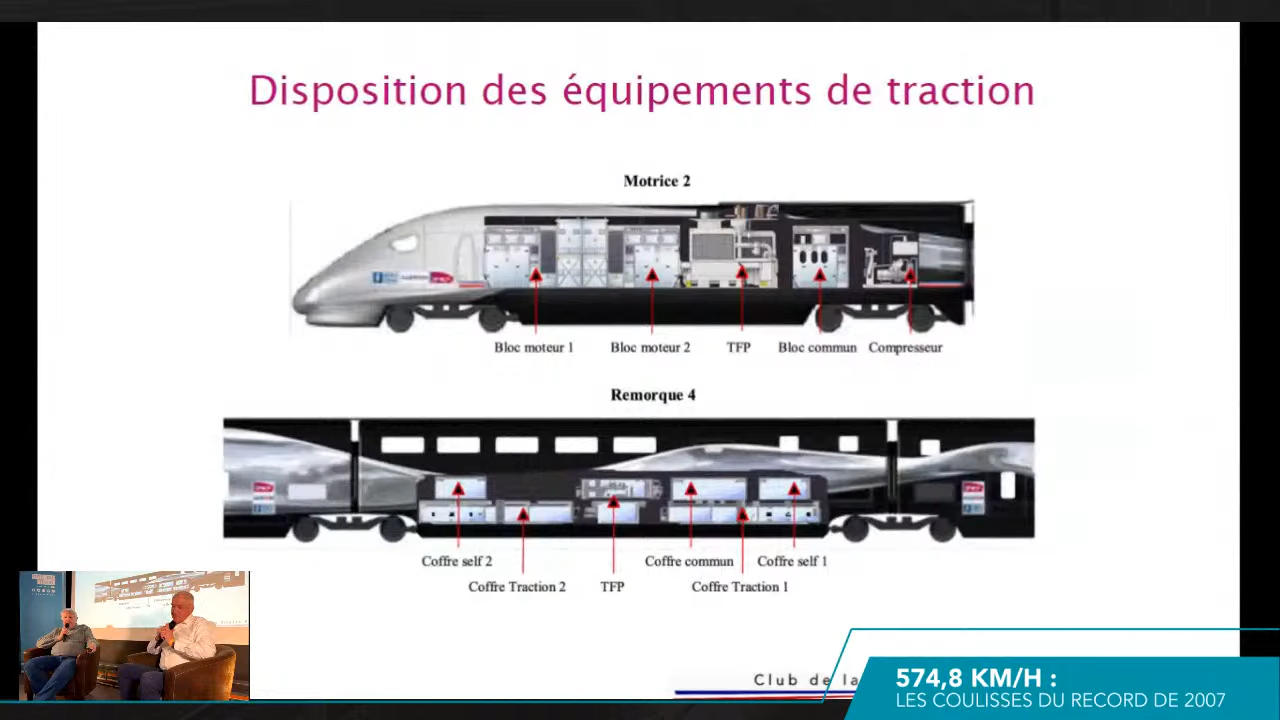 Disposition des équipements de traction
Motrice 2
Bloc moteur 1
Bloc moteur 2
TFP
Bloc commun
Compresseur
Remorque 4
Coffre self 2
Coffre commun
Coffre self 1
Coffre Traction 2
TFP
Coffre Traction 1
Club de la
574,8 KM/H :
LES COULISSES DU RECORD DE 2007